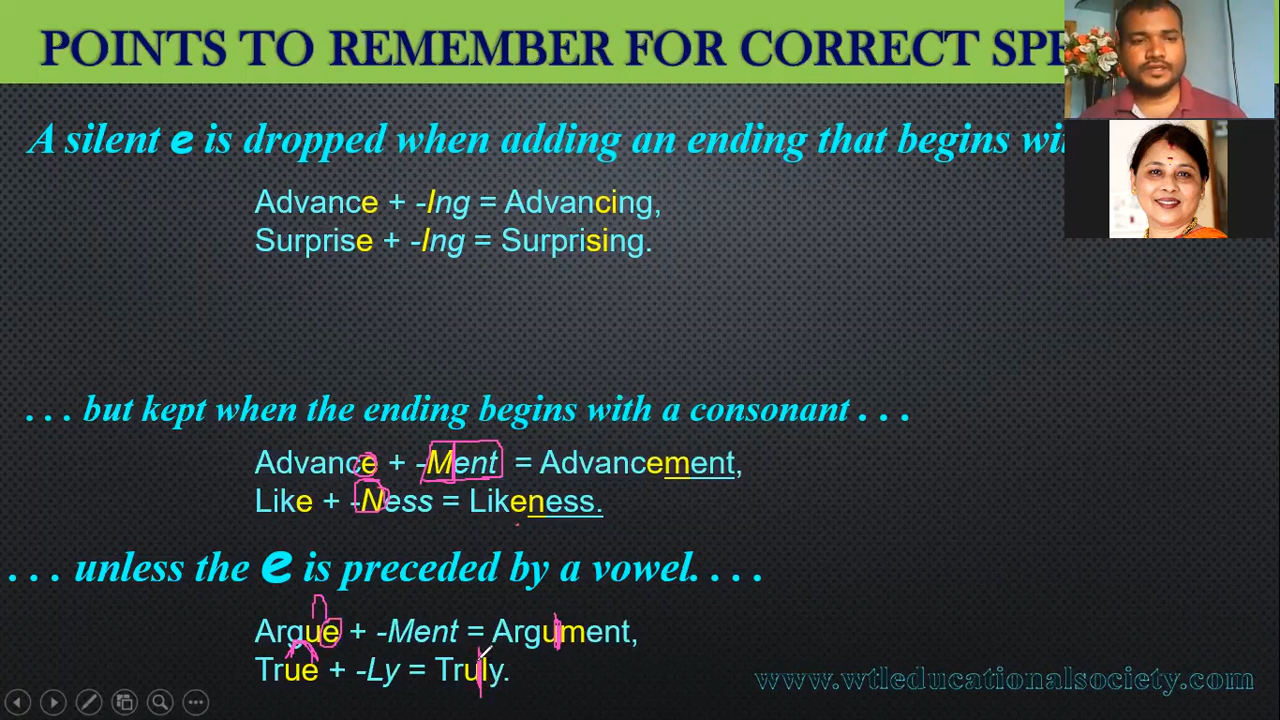 POINTS TO REMEMBER FOR CORRECT SPE
A silent e is dropped when adding an ending that begins wit
Advance + -Ing = Advancing,
Surprise + -Ing = Surprising.
. . . but kept when the ending begins with a consonant . . .
Advance + -Ment = Advancement,
Like + -Ness = Likeness.
. . . unless the e is preceded by a vowel. . . .
Argue + -Ment = Argument,
True + -Ly = Truly.
www.wtleducationalsociety.com